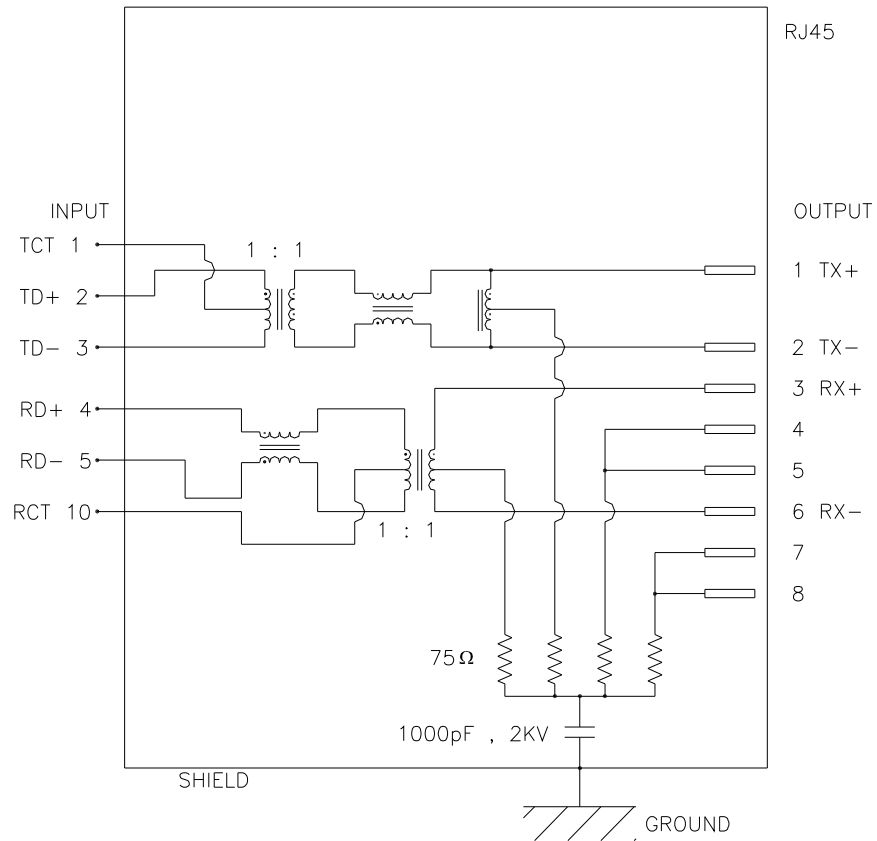 RJ45
INPUT
OUTPUT
TCT 1
1 : 1
1 TX+
TD+ 2
TD- 3
2 TX-
3 RX+
RD+ 4
4
RD- 5
5
RCT 10
6 RX-
1 : 1
7
8
75Ω
1000pF , 2KV
SHIELD
GROUND